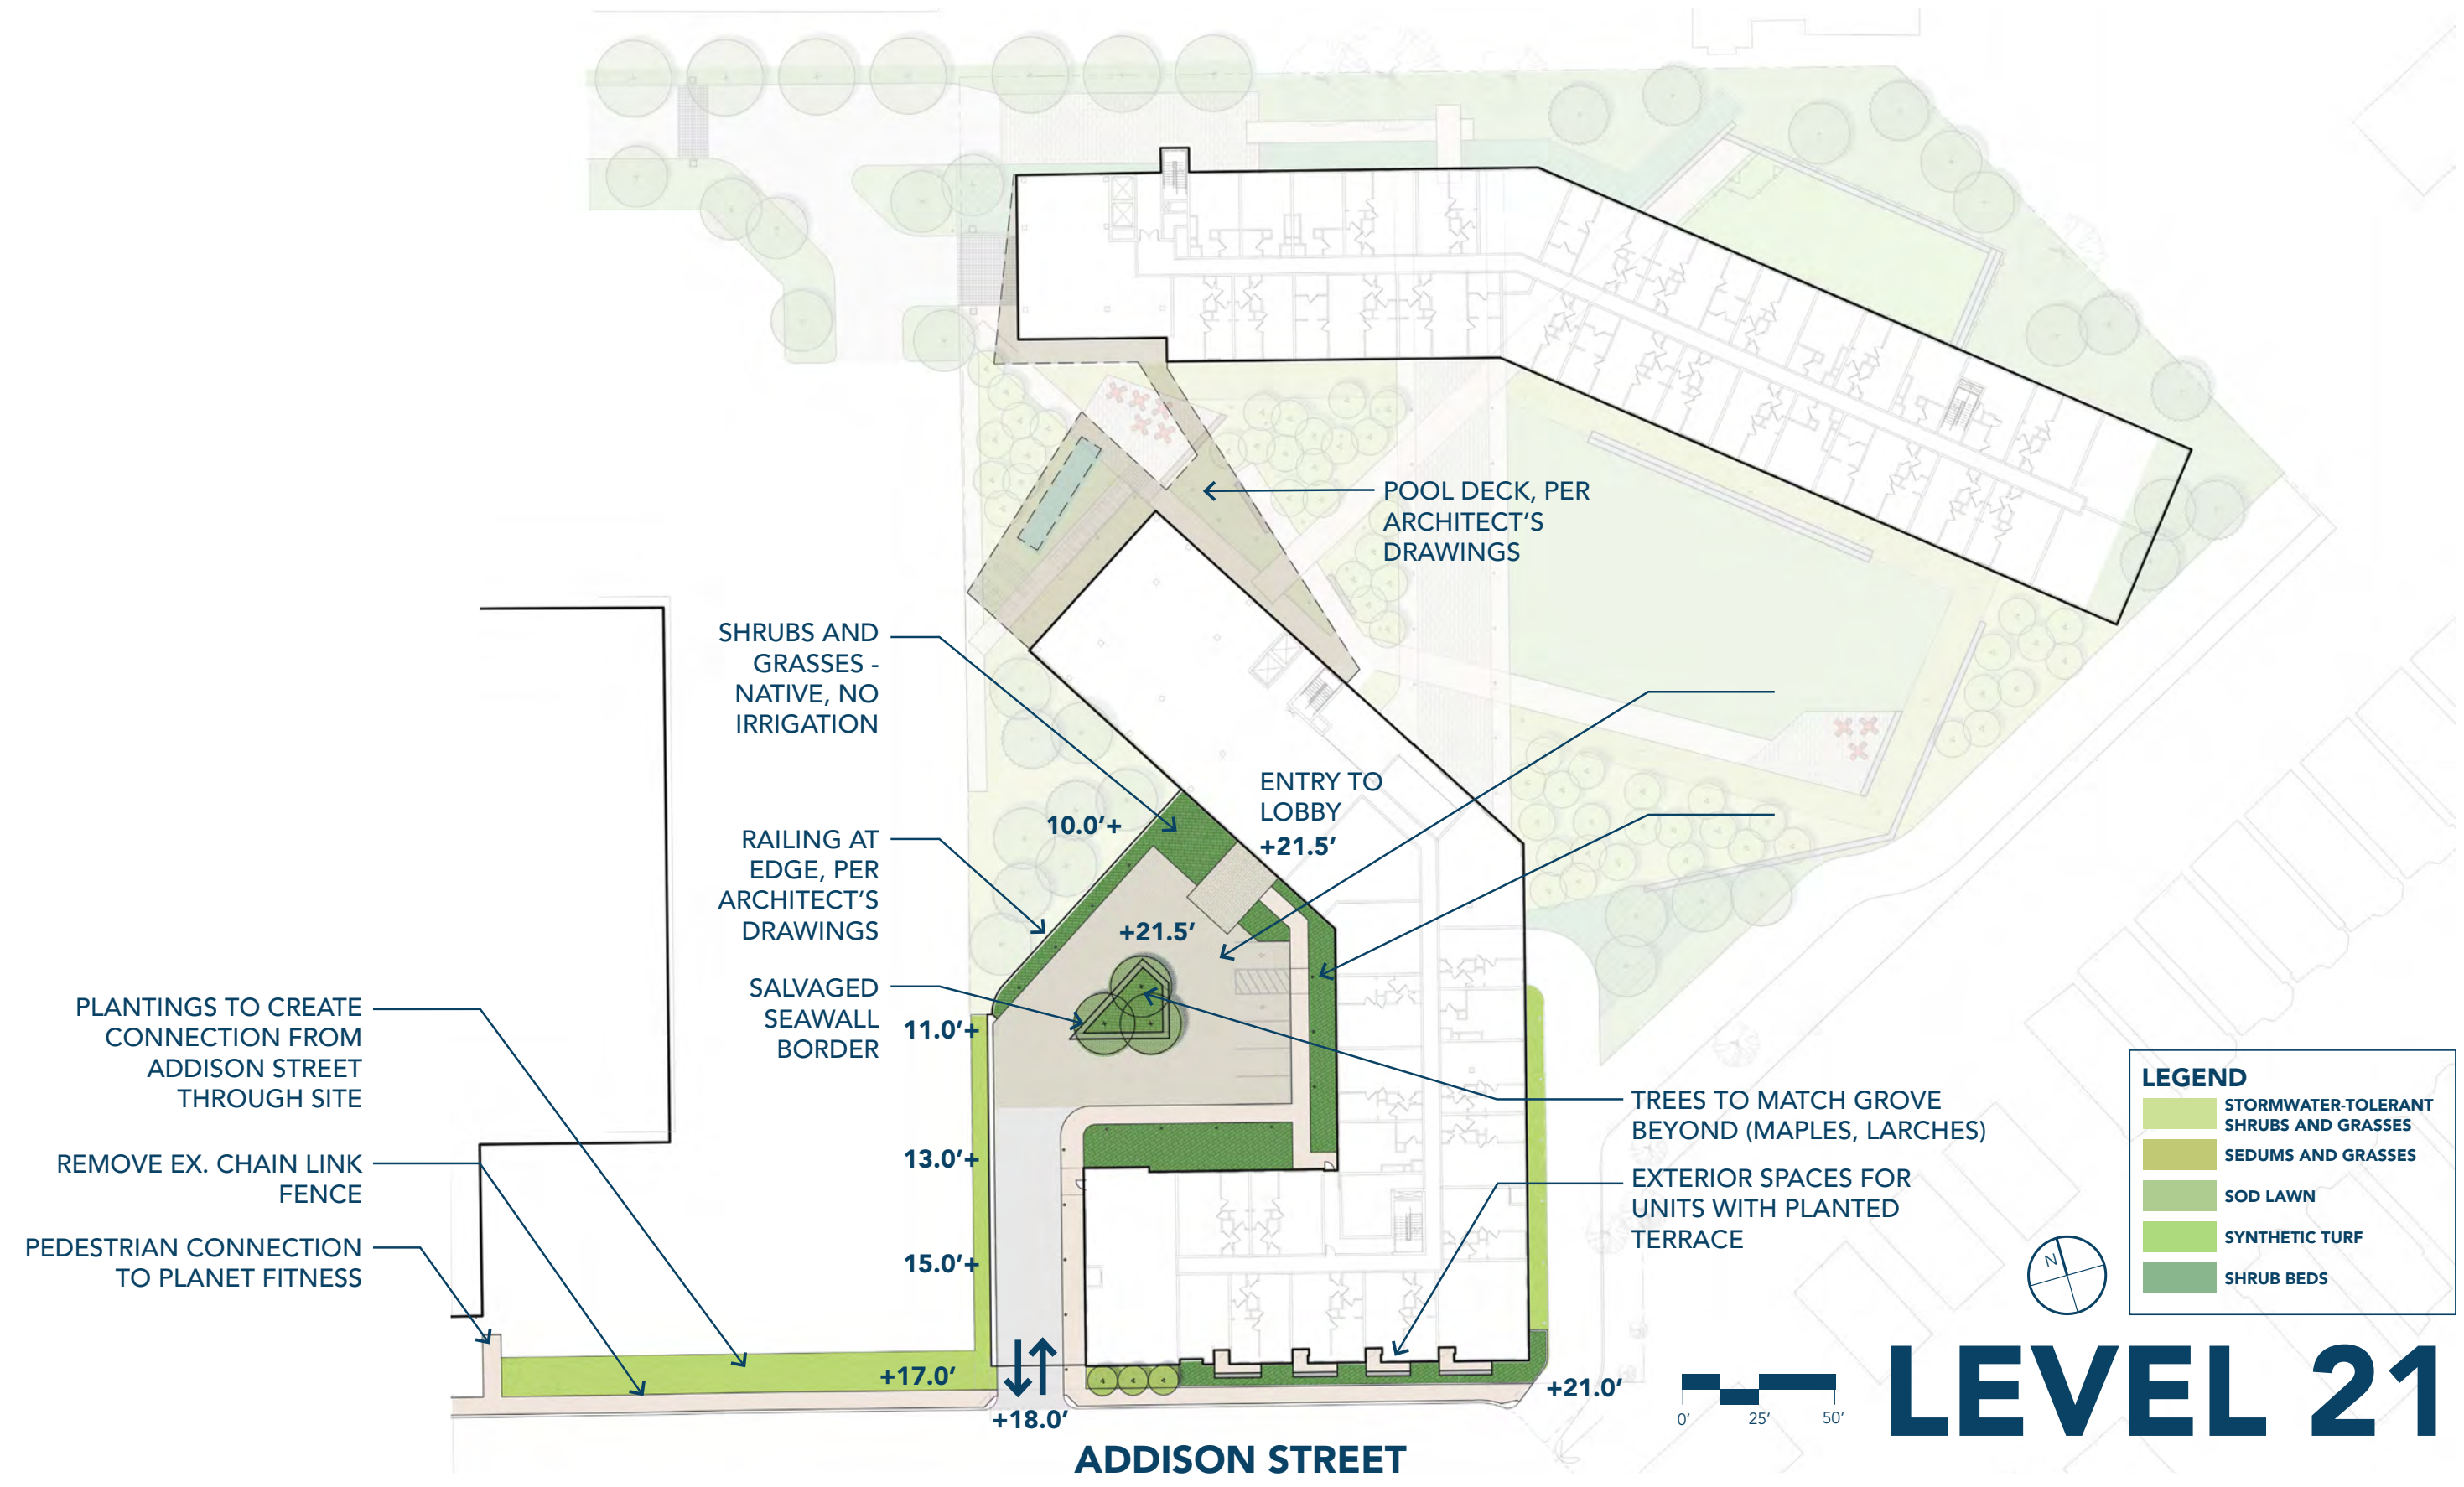 POOL DECK, PER
ARCHITECT'S
DRAWINGS
SHRUBS AND
GRASSES -
NATIVE, NO
IRRIGATION
ENTRY TO
LOBBY
+21.5'
10.0'+
RAILING AT
EDGE, PER
ARCHITECT'S
DRAWINGS
+21.5'
SALVAGED
SEAWALL
BORDER
11.0'+
PLANTINGS TO CREATE
CONNECTION FROM
ADDISON STREET
THROUGH SITE
REMOVE EX. CHAIN LINK
FENCE
PEDESTRIAN CONNECTION
TO PLANET FITNESS
13.0'+
15.0'+
+17.0'
+18.0'
+21.0'
TREES TO MATCH GROVE
BEYOND (MAPLES, LARCHES)
EXTERIOR SPACES FOR
UNITS WITH PLANTED
TERRACE
LEGEND
STORMWATER-TOLERANT
SHRUBS AND GRASSES
SEDUMS AND GRASSES
SOD LAWN
SYNTHETIC TURF
SHRUB BEDS
N
0' 25' 50'
LEVEL 21
ADDISON STREET